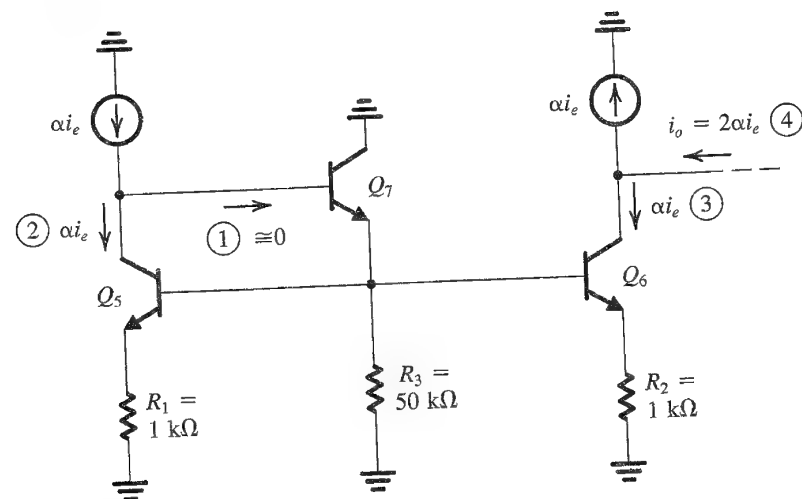 αi_e
αi_e
i_o = 2αi_e ④
Q_7
② αi_e
① ≅0
αi_e ③
Q_5
Q_6
R_1 =
1 kΩ
R_3 =
50 kΩ
R_2 =
1 kΩ